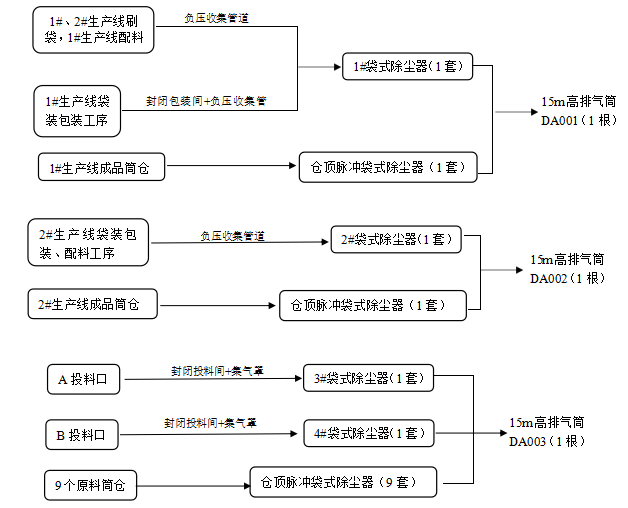 1#、2#生产线刷
袋，1#生产线配料
负压收集管道
1#袋式除尘器（1 套）
1#生产线袋
装包装工序
封闭包装间+负压收集管
15m高排气筒
DA001（1 根）
1#生产线成品筒仓
仓顶脉冲袋式除尘器（1 套）
2#生产线袋装包
装、配料工序
负压收集管道
2#袋式除尘器（1 套）
15m高排气筒
DA002（1 根）
2#生产线成品筒仓
仓顶脉冲袋式除尘器（1 套）
A 投料口
封闭投料间+集气罩
3#袋式除尘器（1 套）
B 投料口
封闭投料间+集气罩
4#袋式除尘器（1 套）
15m高排气筒
DA003（1 根）
9个原料筒仓
仓顶脉冲袋式除尘器（9 套）